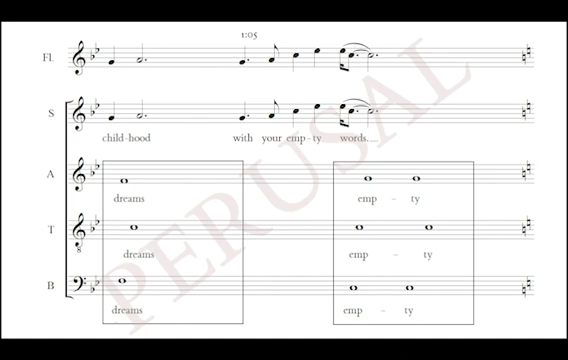 1:05
Fl.
S
child-hood with your emp-ty words.
A
dreams emp - ty
T
8
dreams emp - ty
B
dreams emp - ty
PERUSAL